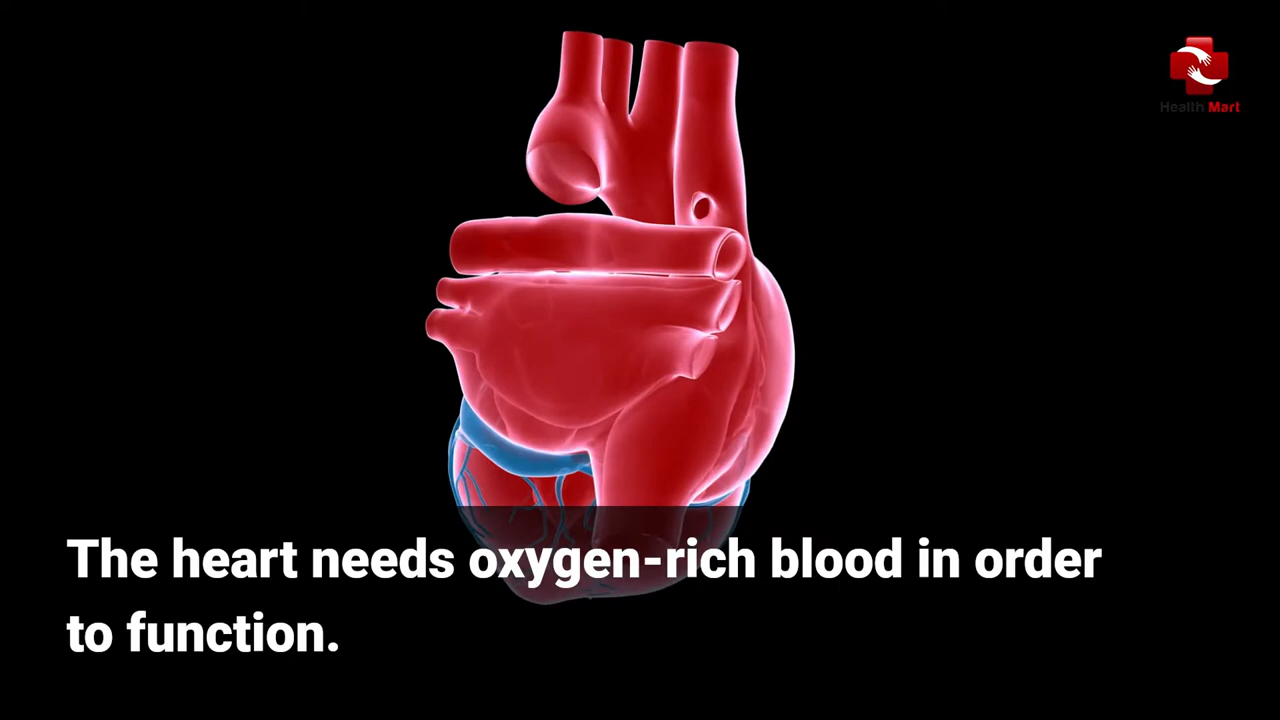 Health Mart
The heart needs oxygen-rich blood in order
to function.